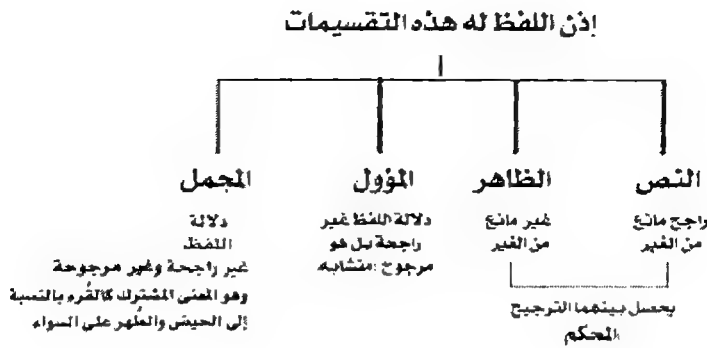 إذن اللفظ له هذه التقسيمات
النص
راجح مانع
من الغير
الظاهر
غير مانع
من الغير
يحصل بينهما الترجيح
المحكم
المؤول
دلالة اللفظ غير
راجحة بل هو
مرجوح :متشابه
المجمل
دلالة
اللفظ
غير راجحة وغير مرجوحة
وهو المعنى المشترك كالقُرء بالنسبة
إلى الحيض والطُهر على السواء